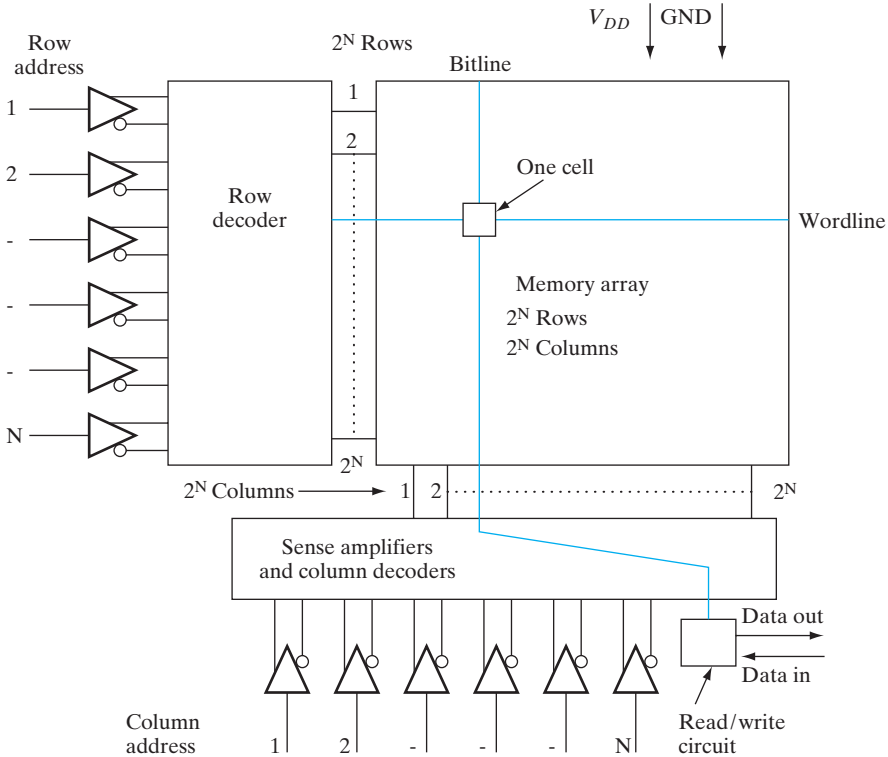 V_DD GND
Row
address
2^N Rows
Bitline
1
1
2
2
One cell
Row
decoder
-
Wordline
Memory array
-
2^N Rows
2^N Columns
-
N
2^N
2^N Columns
1 2 2^N
Sense amplifiers
and column decoders
Data out
Data in
Column
address
1 2 - - - N
Read/write
circuit